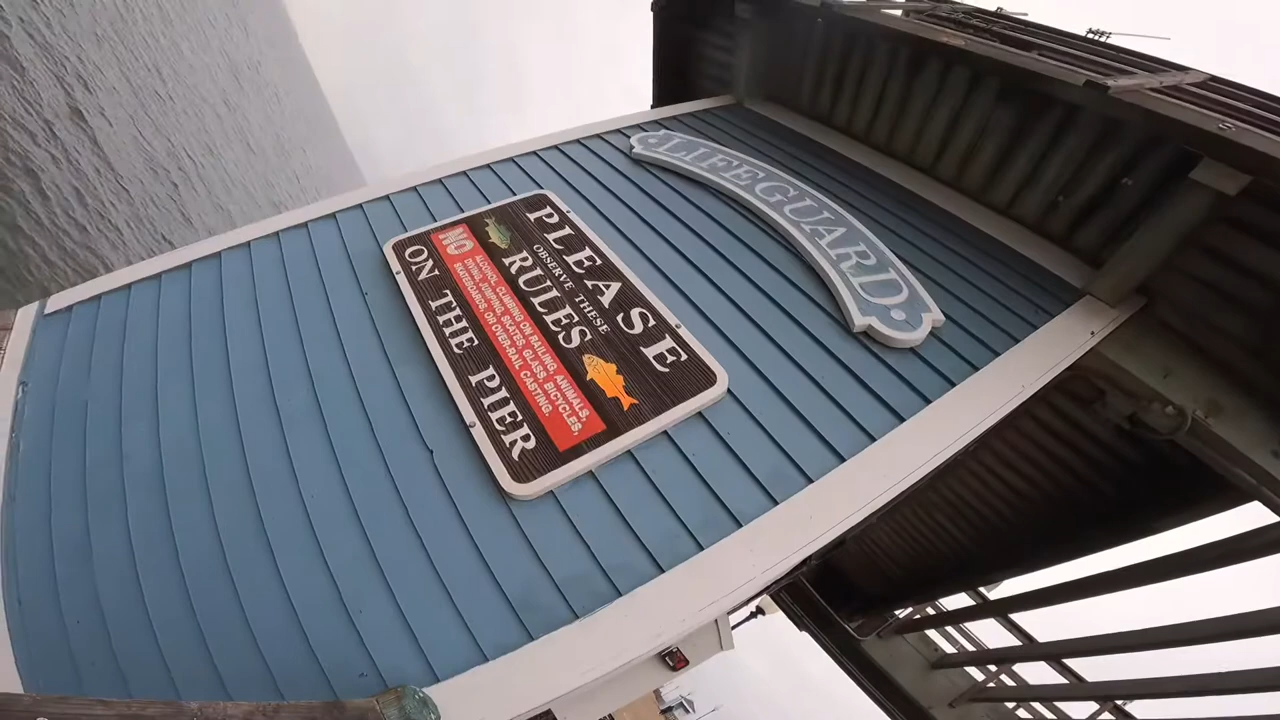 LIFEGUARD
PLEASE
OBSERVE THESE
RULES
NO
ALCOHOL, CLIMBING ON RAILING, ANIMALS,
DIVING, JUMPING, SKATES, GLASS, BICYCLES,
SKATEBOARDS, OR OVER-RAIL CASTING.
ON THE PIER